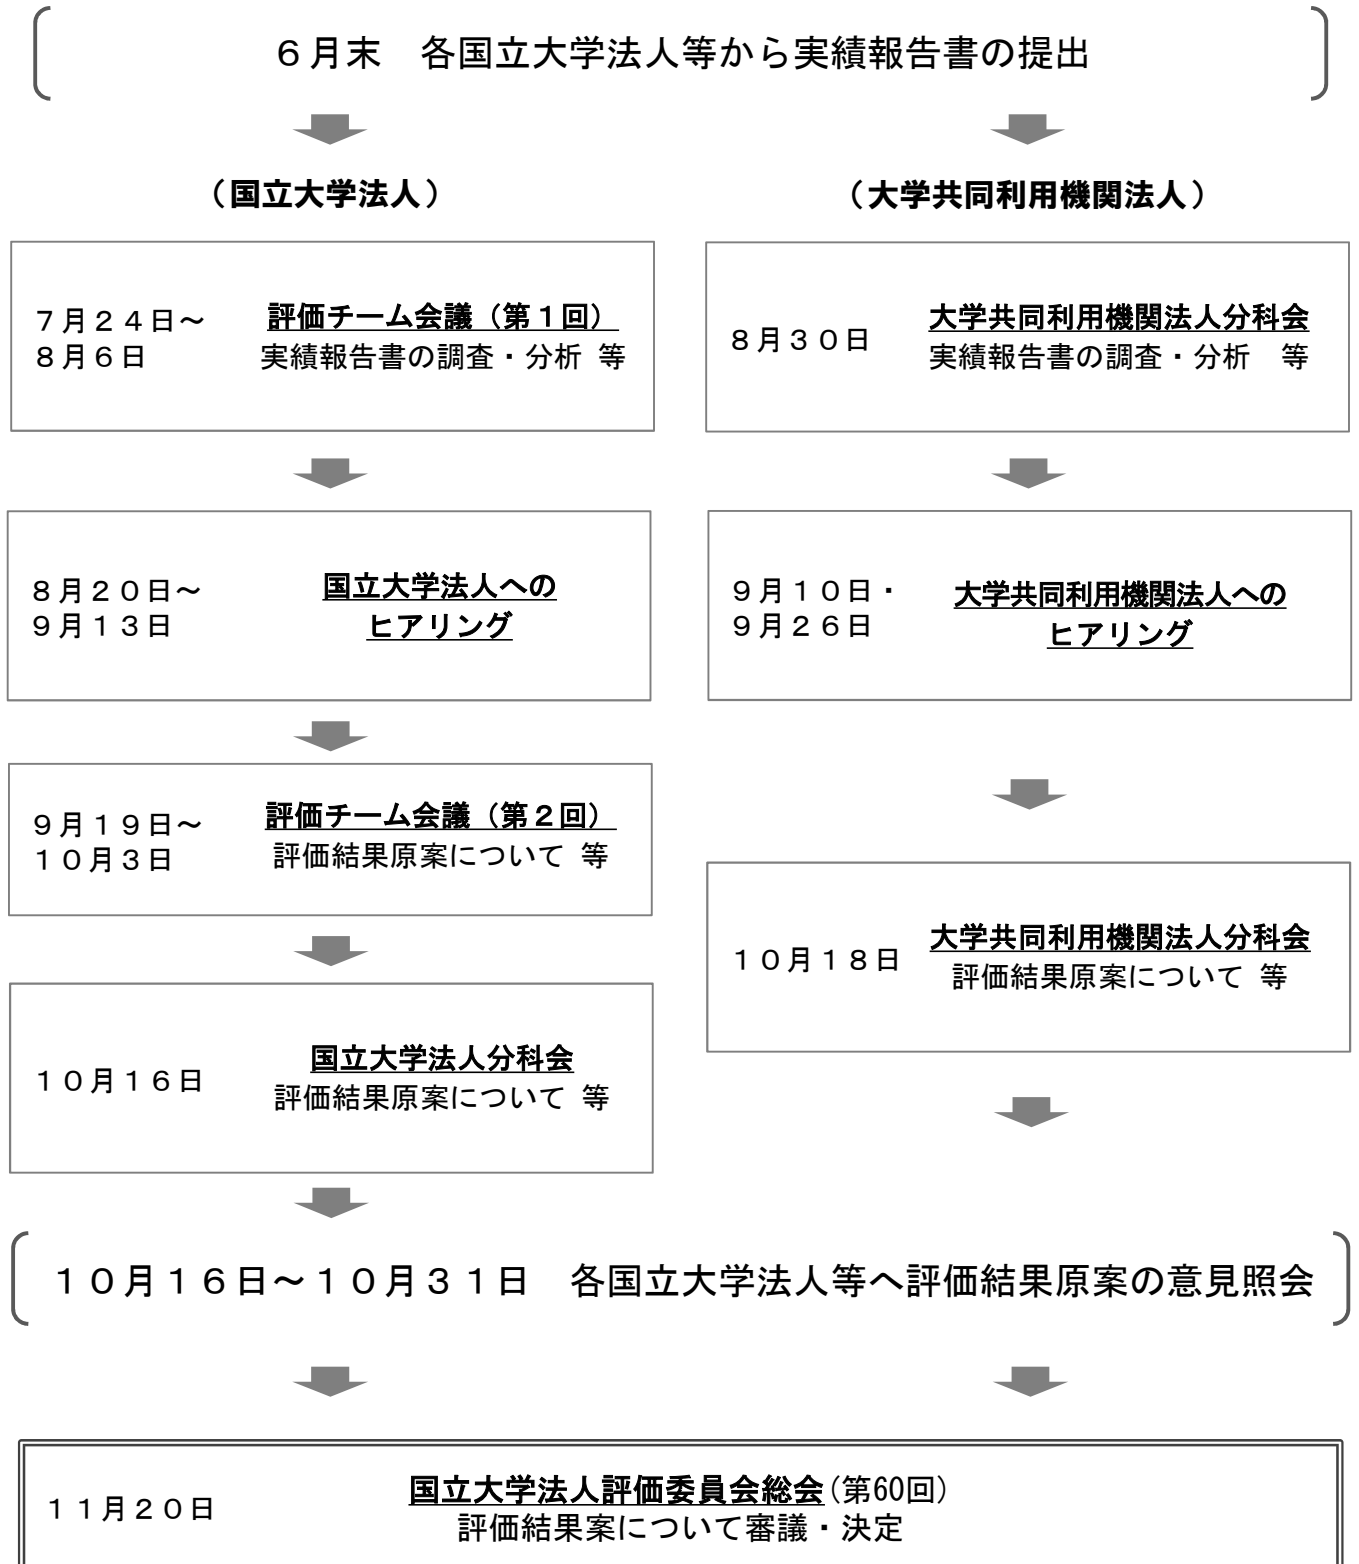 ６月末　各国立大学法人等から実績報告書の提出
（国立大学法人）
７月２４日～
８月６日
評価チーム会議（第１回）
実績報告書の調査・分析 等
８月２０日～
９月１３日
国立大学法人への
ヒアリング
９月１９日～
１０月３日
評価チーム会議（第２回）
評価結果原案について 等
１０月１６日
国立大学法人分科会
評価結果原案について 等
（大学共同利用機関法人）
８月３０日
大学共同利用機関法人分科会
実績報告書の調査・分析　等
９月１０日・
９月２６日
大学共同利用機関法人への
ヒアリング
１０月１８日
大学共同利用機関法人分科会
評価結果原案について 等
１０月１６日～１０月３１日　各国立大学法人等へ評価結果原案の意見照会
１１月２０日
国立大学法人評価委員会総会(第60回)
評価結果案について審議・決定